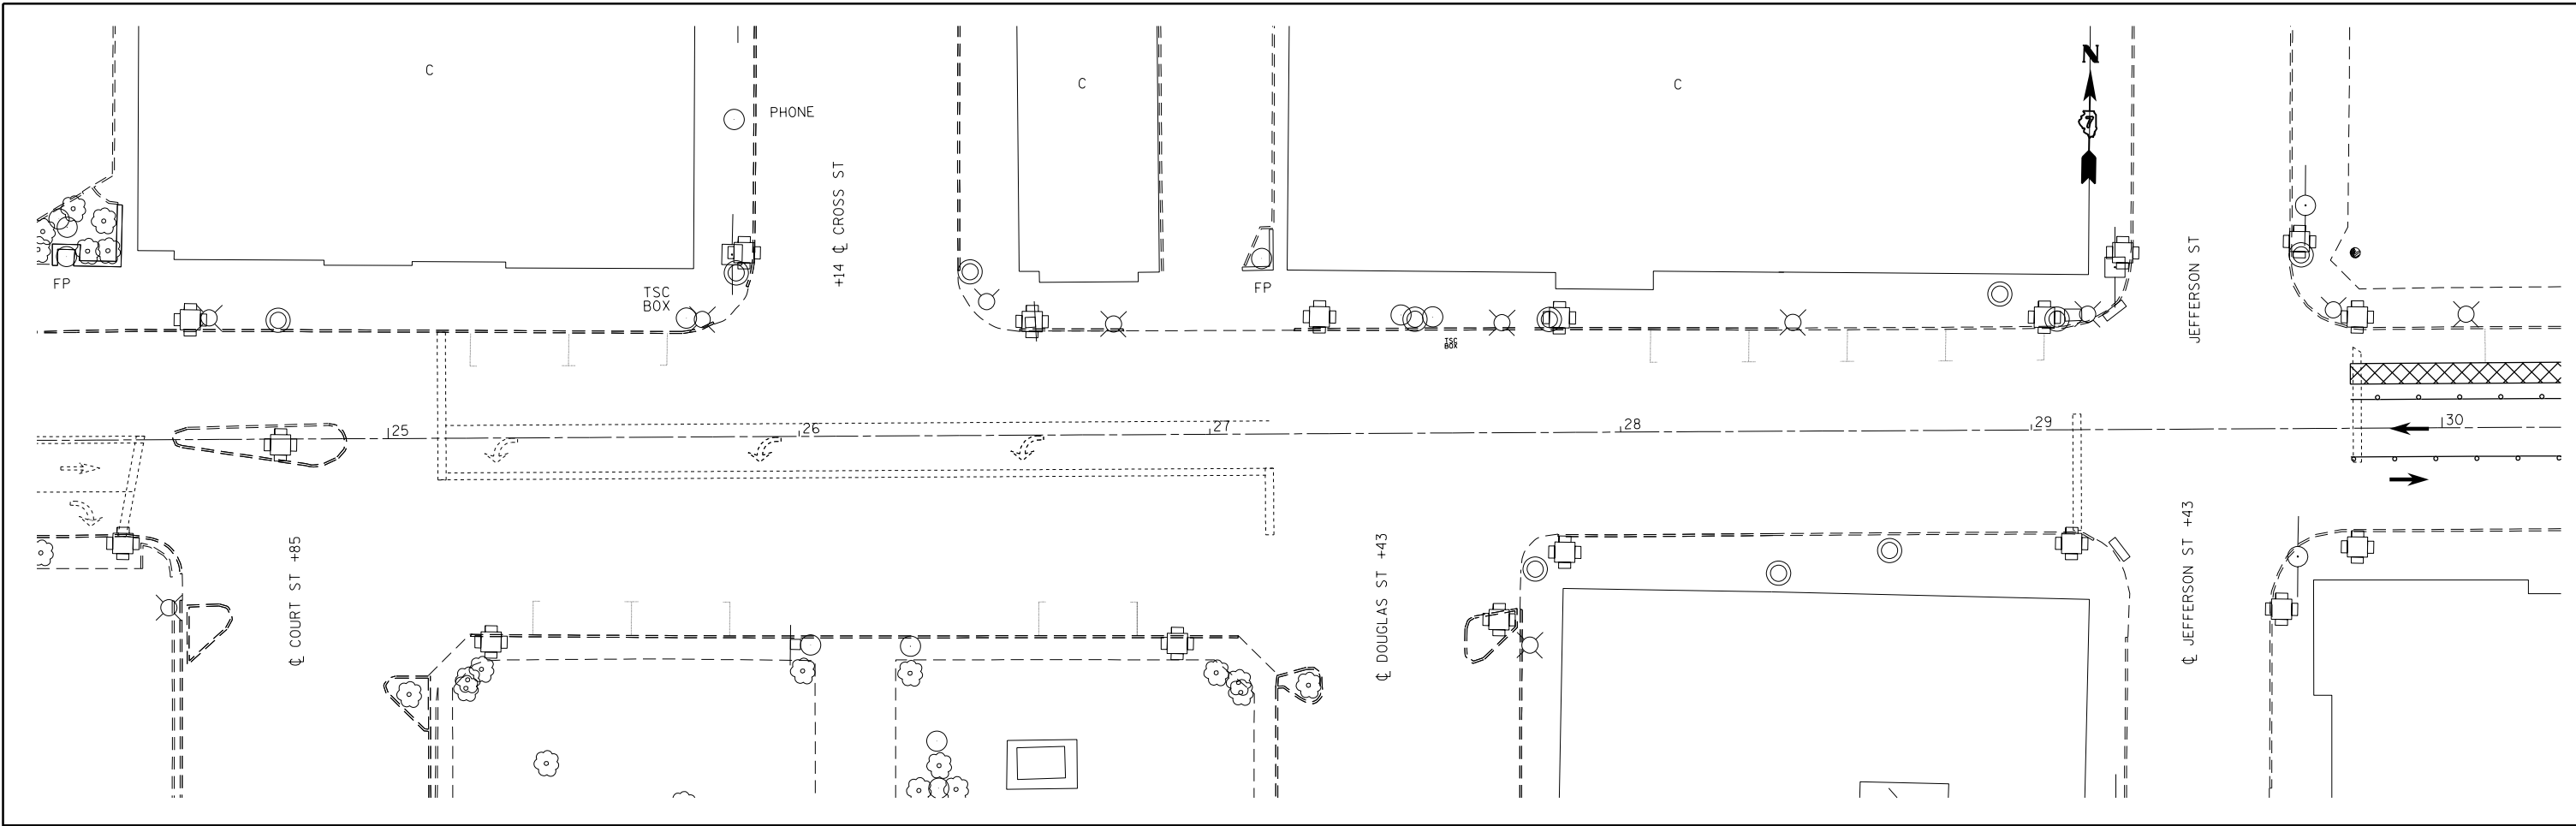 C
C
C
N
7
PHONE
+14 ℄ CROSS ST
FP
TSC
BOX
FP
TSC
BOX
JEFFERSON ST
25
26
27
28
29
30
℄ COURT ST +85
℄ DOUGLAS ST +43
℄ JEFFERSON ST +43